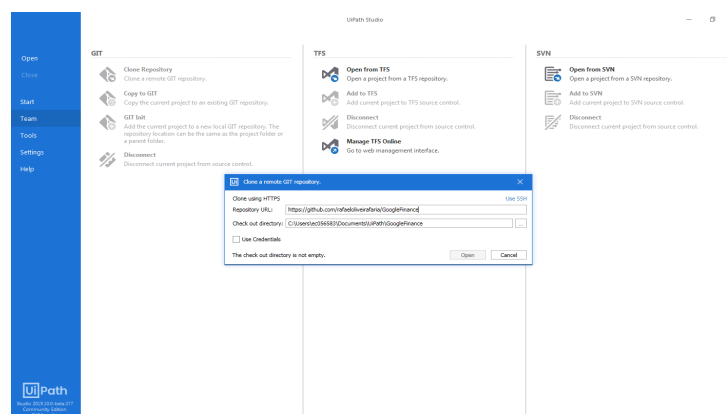 UiPath Studio
Open
Close
Start
Team
Tools
Settings
Help
GIT
Clone Repository
Clone a remote GIT repository.
Copy to GIT
Copy the current project to an existing GIT repository.
GIT Init
Add the current project to a new local GIT repository. The
repository location can be the same as the project folder or
a parent folder.
Disconnect
Disconnect current project from source control.
TFS
Open from TFS
Open a project from a TFS repository.
Add to TFS
Add current project to TFS source control.
Disconnect
Disconnect current project from source control.
Manage TFS Online
Go to web management interface.
SVN
Open from SVN
Open a project from a SVN repository.
Add to SVN
Add current project to SVN source control.
Disconnect
Disconnect current project from source control.
Ui Clone a remote GIT repository.
Clone using HTTPS
Use SSH
Repository URL: https://github.com/rafaeloliveirafaria/GoogleFinance
Check out directory: C:\Users\ec056583\Documents\UiPath\GoogleFinance ...
Use Credentials
The check out directory is not empty.
Open
Cancel
UiPath
Community Edition